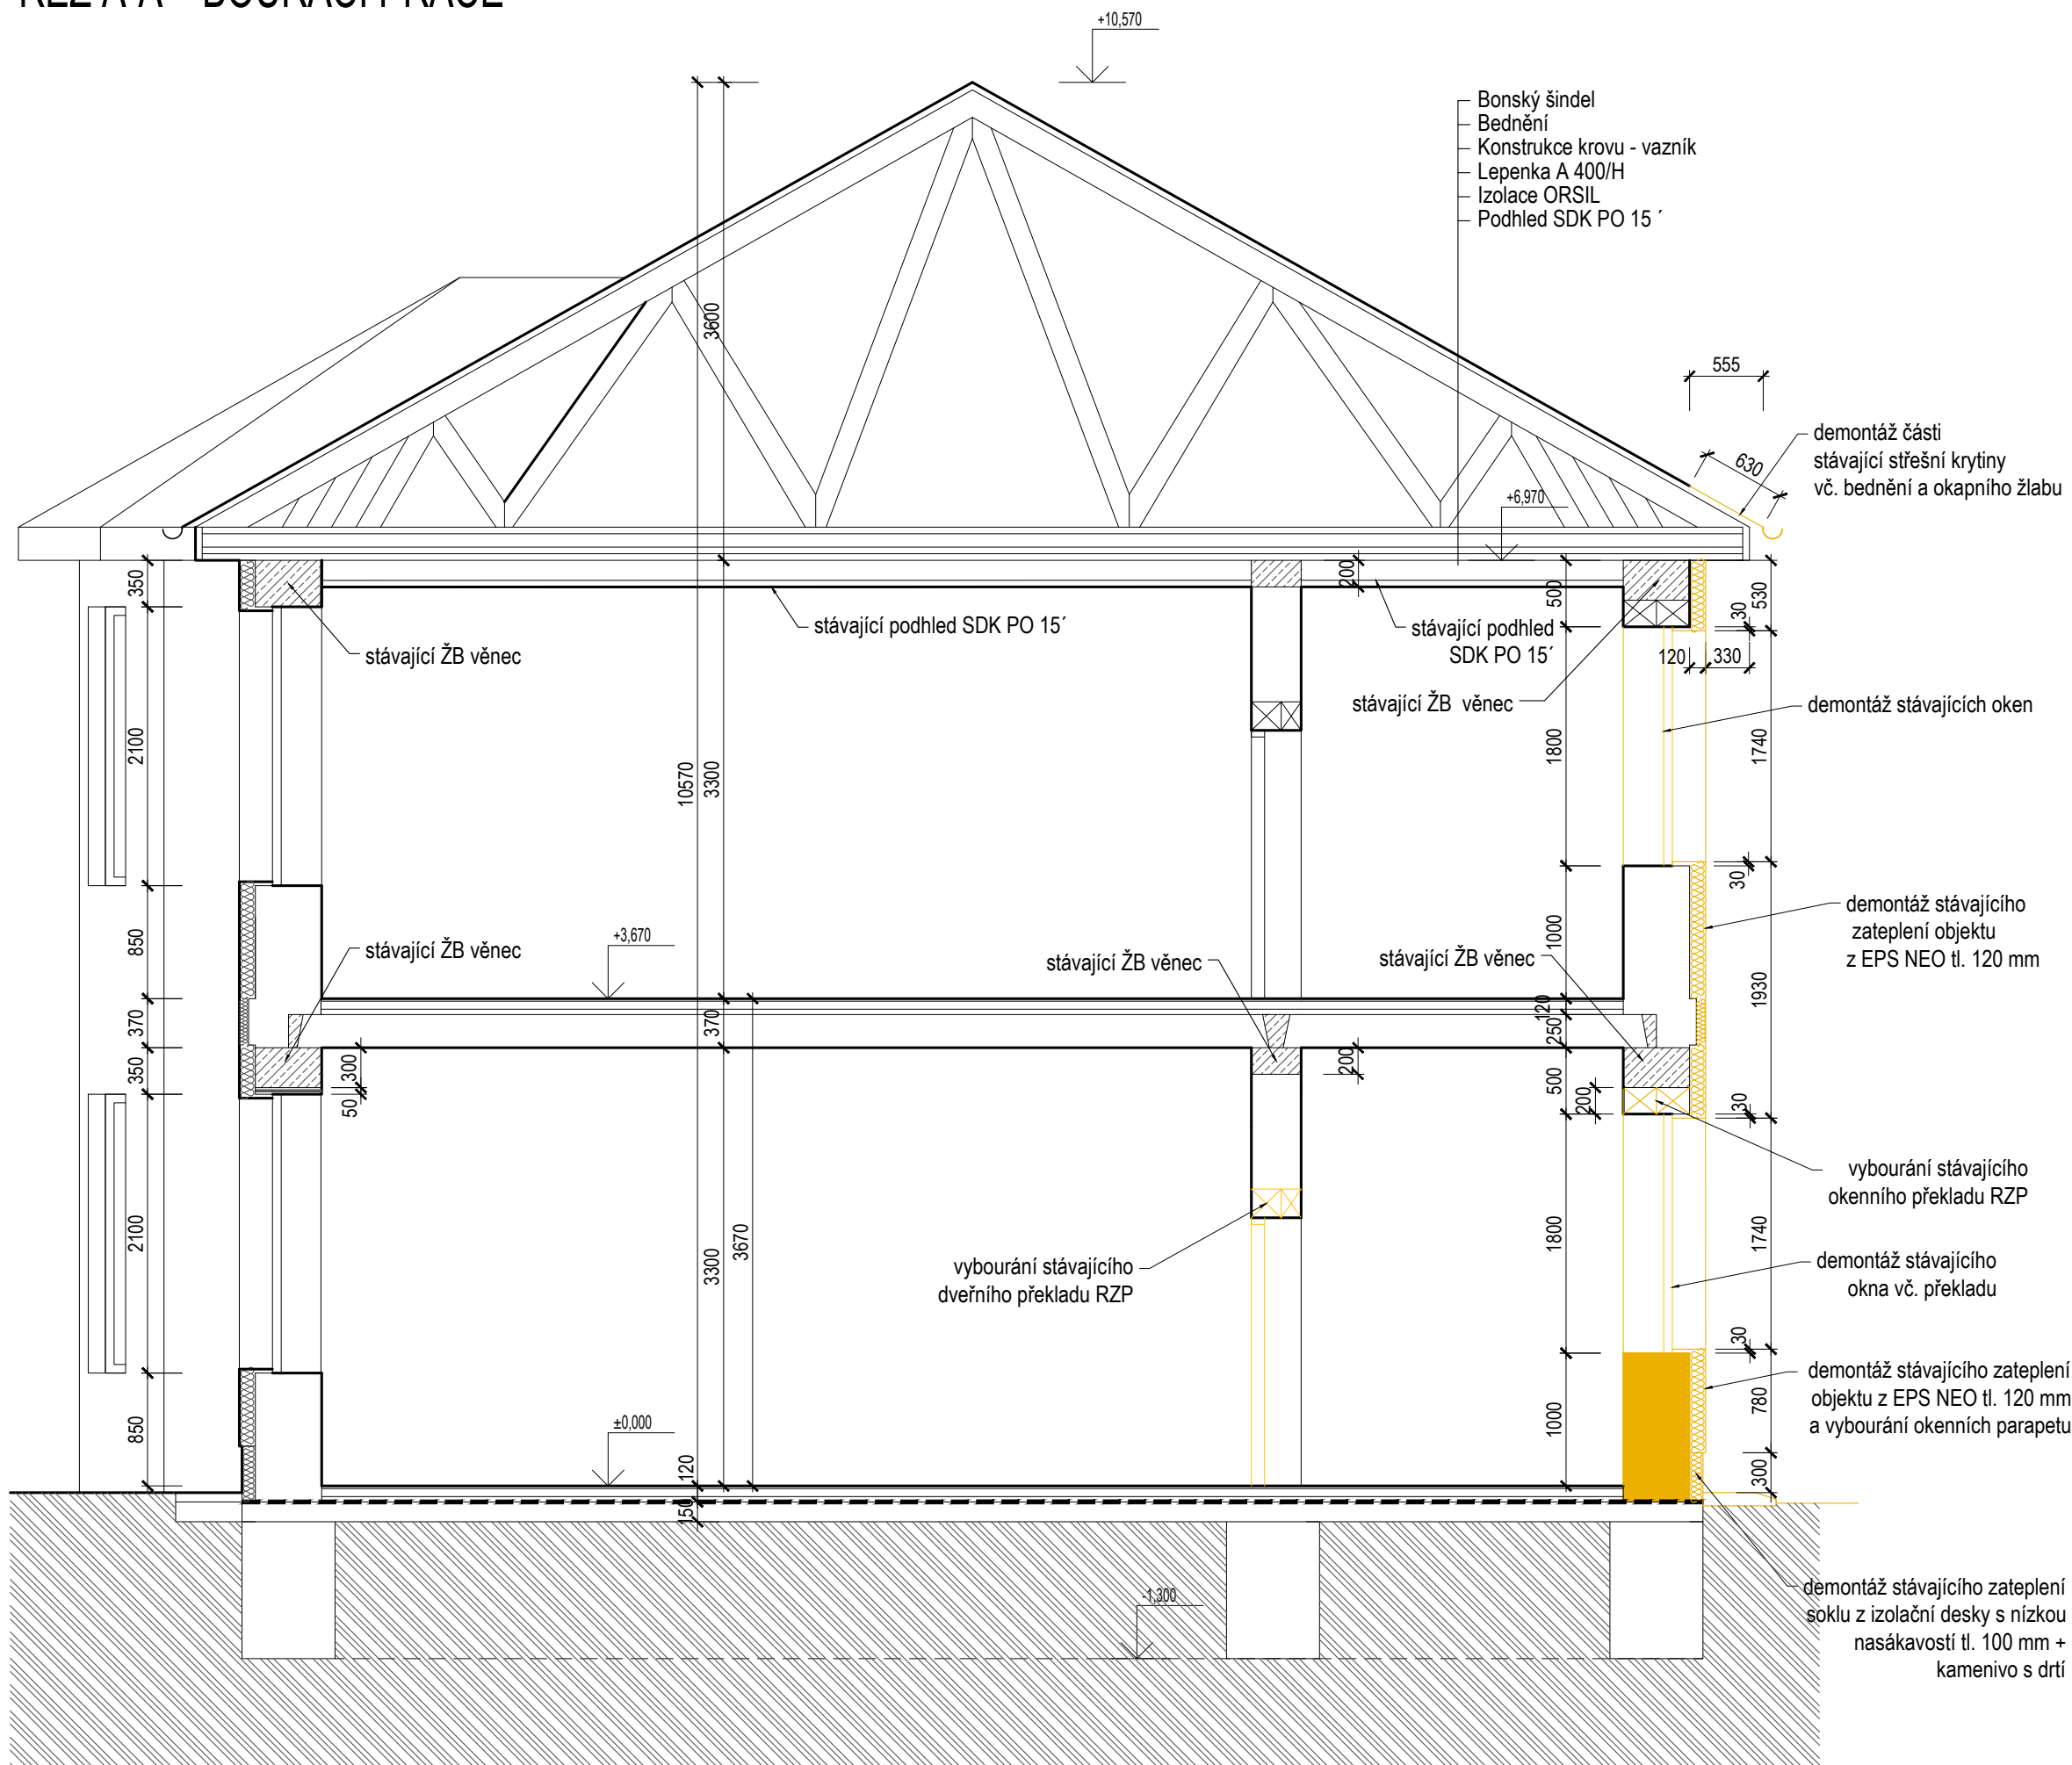 +10,570
Bonský šindel
Bednění
Konstrukce krovu - vazník
Lepenka A 400/H
Izolace ORSIL
Podhled SDK PO 15 ´
3600
555
demontáž části
stávající střešní krytiny
vč. bednění a okapního žlabu
630
+6,970
350
200
500
30
530
stávající podhled SDK PO 15´
stávající podhled
SDK PO 15´
stávající ŽB věnec
120
330
stávající ŽB věnec
demontáž stávajících oken
2100
10570
3300
1800
1740
30
demontáž stávajícího
zateplení objektu
z EPS NEO tl. 120 mm
850
+3,670
stávající ŽB věnec
stávající ŽB věnec
stávající ŽB věnec
1000
1930
370
370
120
250
350
300
50
200
500
200
30
vybourání stávajícího
okenního překladu RZP
2100
3300
3670
1800
1740
vybourání stávajícího
dveřního překladu RZP
demontáž stávajícího
okna vč. překladu
30
demontáž stávajícího zateplení
objektu z EPS NEO tl. 120 mm
a vybourání okenních parapetu
850
±0,000
1000
780
120
300
150
-1,300
demontáž stávajícího zateplení
soklu z izolační desky s nízkou
nasákavostí tl. 100 mm +
kamenivo s drtí